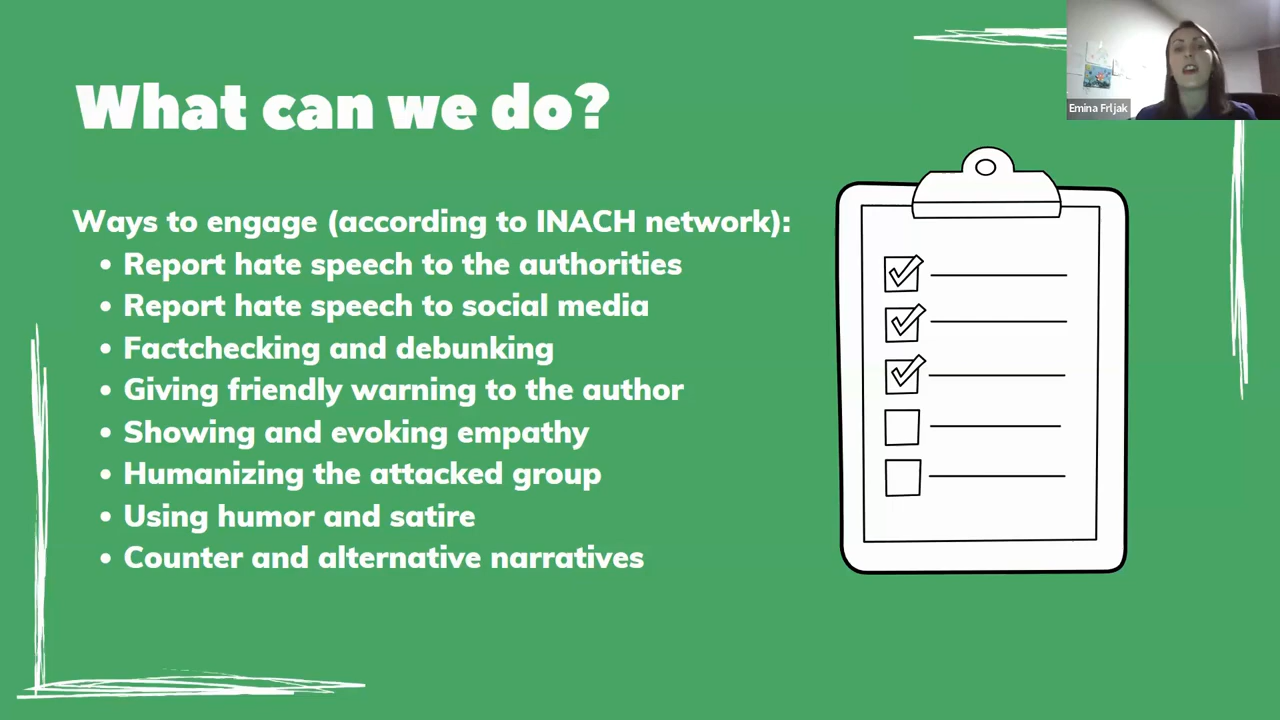 What can we do?
Emina Frljak
Ways to engage (according to INACH network):
• Report hate speech to the authorities
• Report hate speech to social media
• Factchecking and debunking
• Giving friendly warning to the author
• Showing and evoking empathy
• Humanizing the attacked group
• Using humor and satire
• Counter and alternative narratives